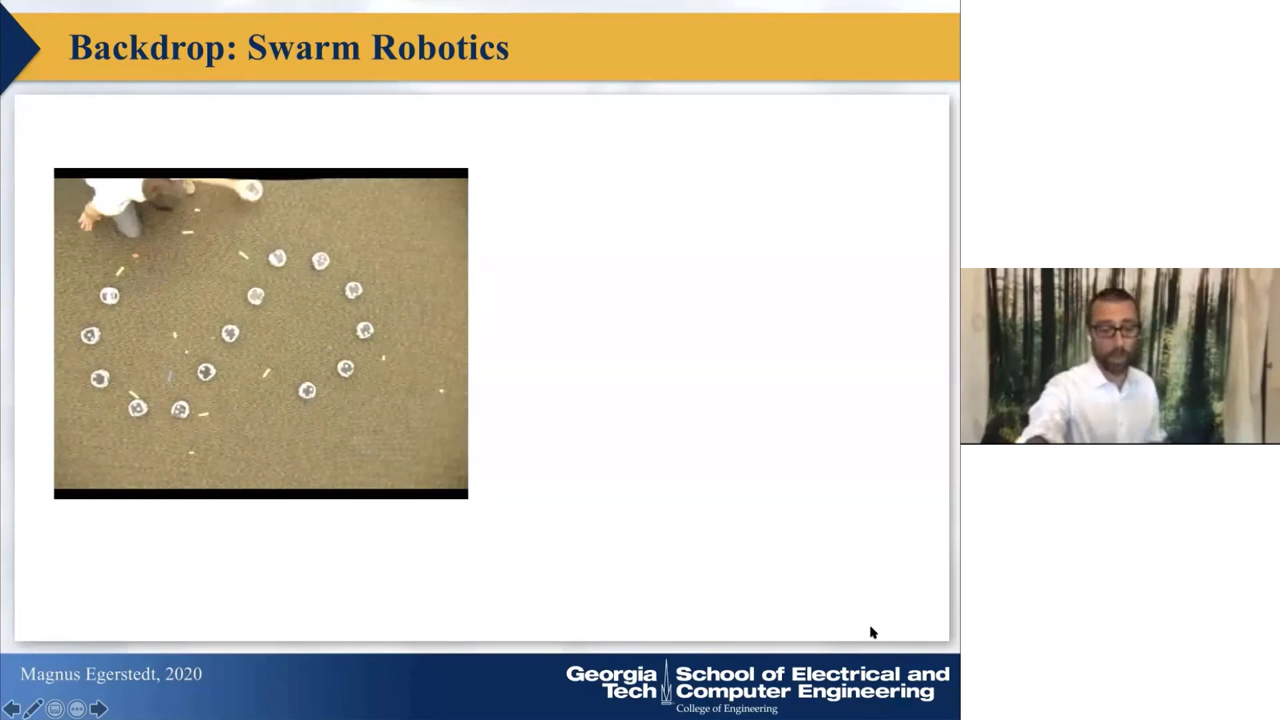 Backdrop: Swarm Robotics
Magnus Egerstedt, 2020
Georgia Tech
School of Electrical and
Computer Engineering
College of Engineering